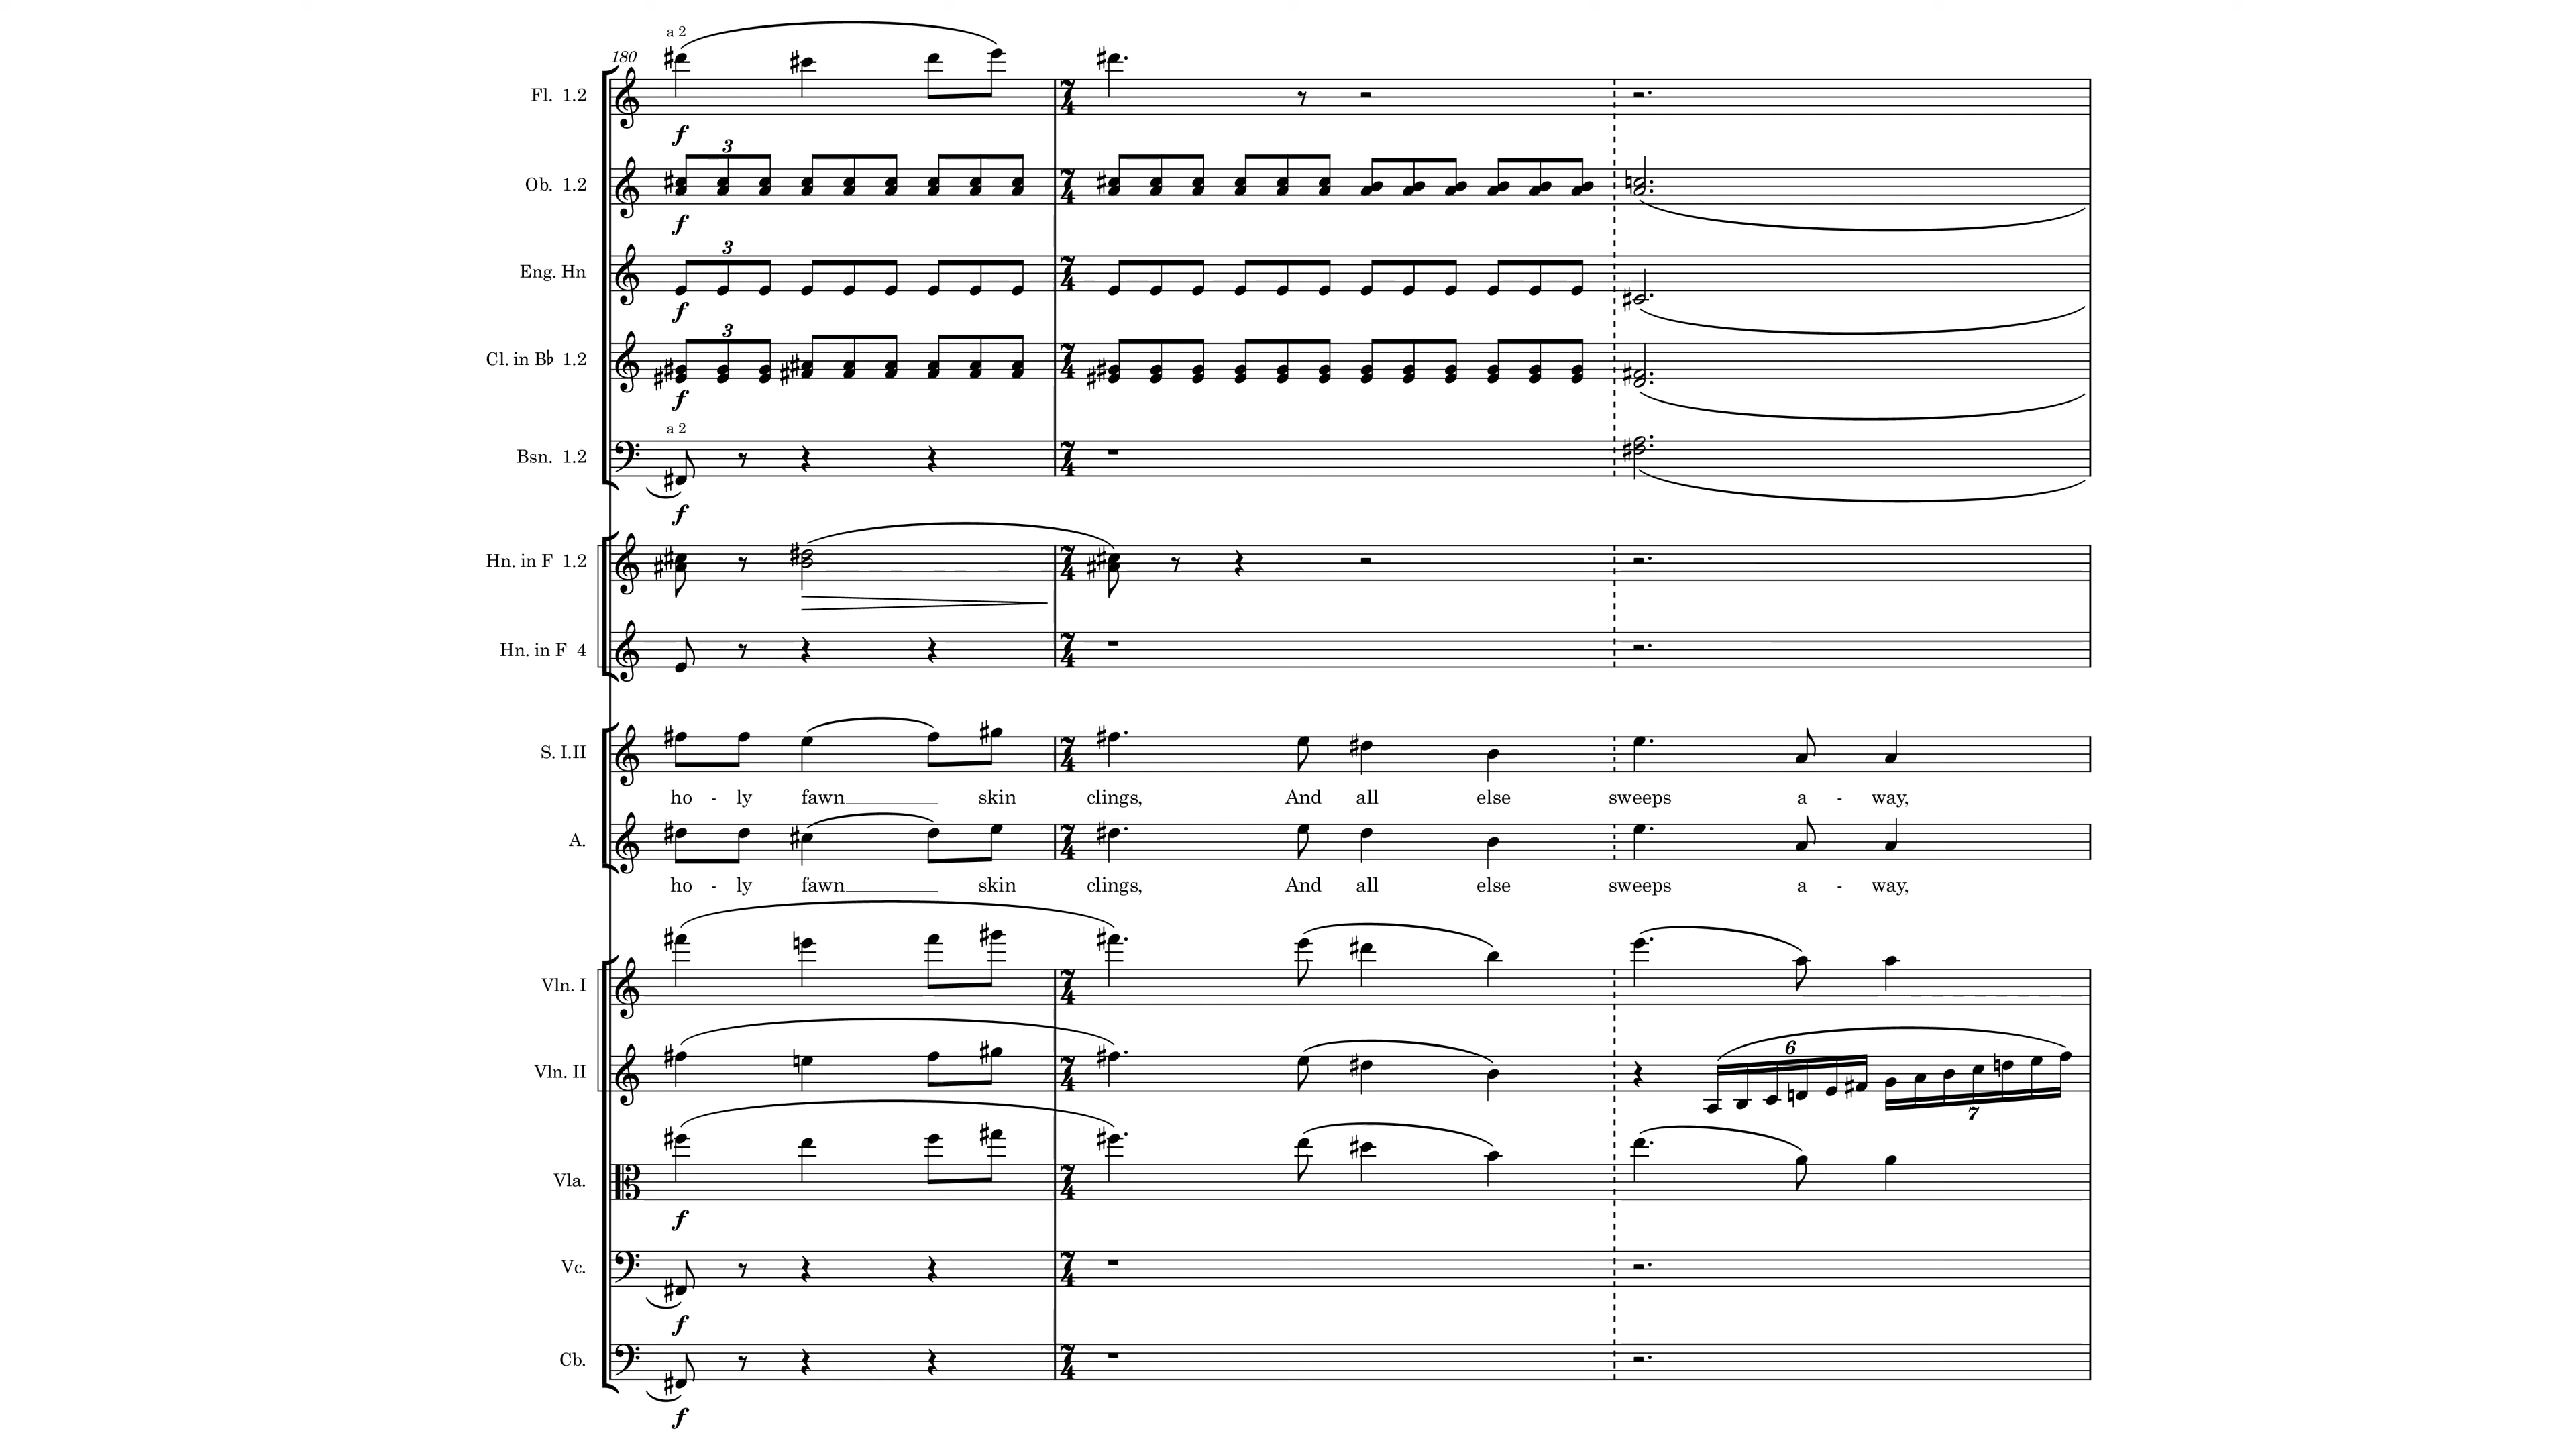 a 2
180
Fl. 1.2
f
3
Ob. 1.2
7 4
f
3
Eng. Hn
f
3
Cl. in B♭ 1.2
f
a 2
Bsn. 1.2
f
Hn. in F 1.2
Hn. in F 4
S. I.II
ho - ly fawn skin clings, And all else sweeps a - way,
A.
ho - ly fawn skin clings, And all else sweeps a - way,
Vln. I
6
Vln. II
7
Vla.
f
Vc.
f
Cb.
f